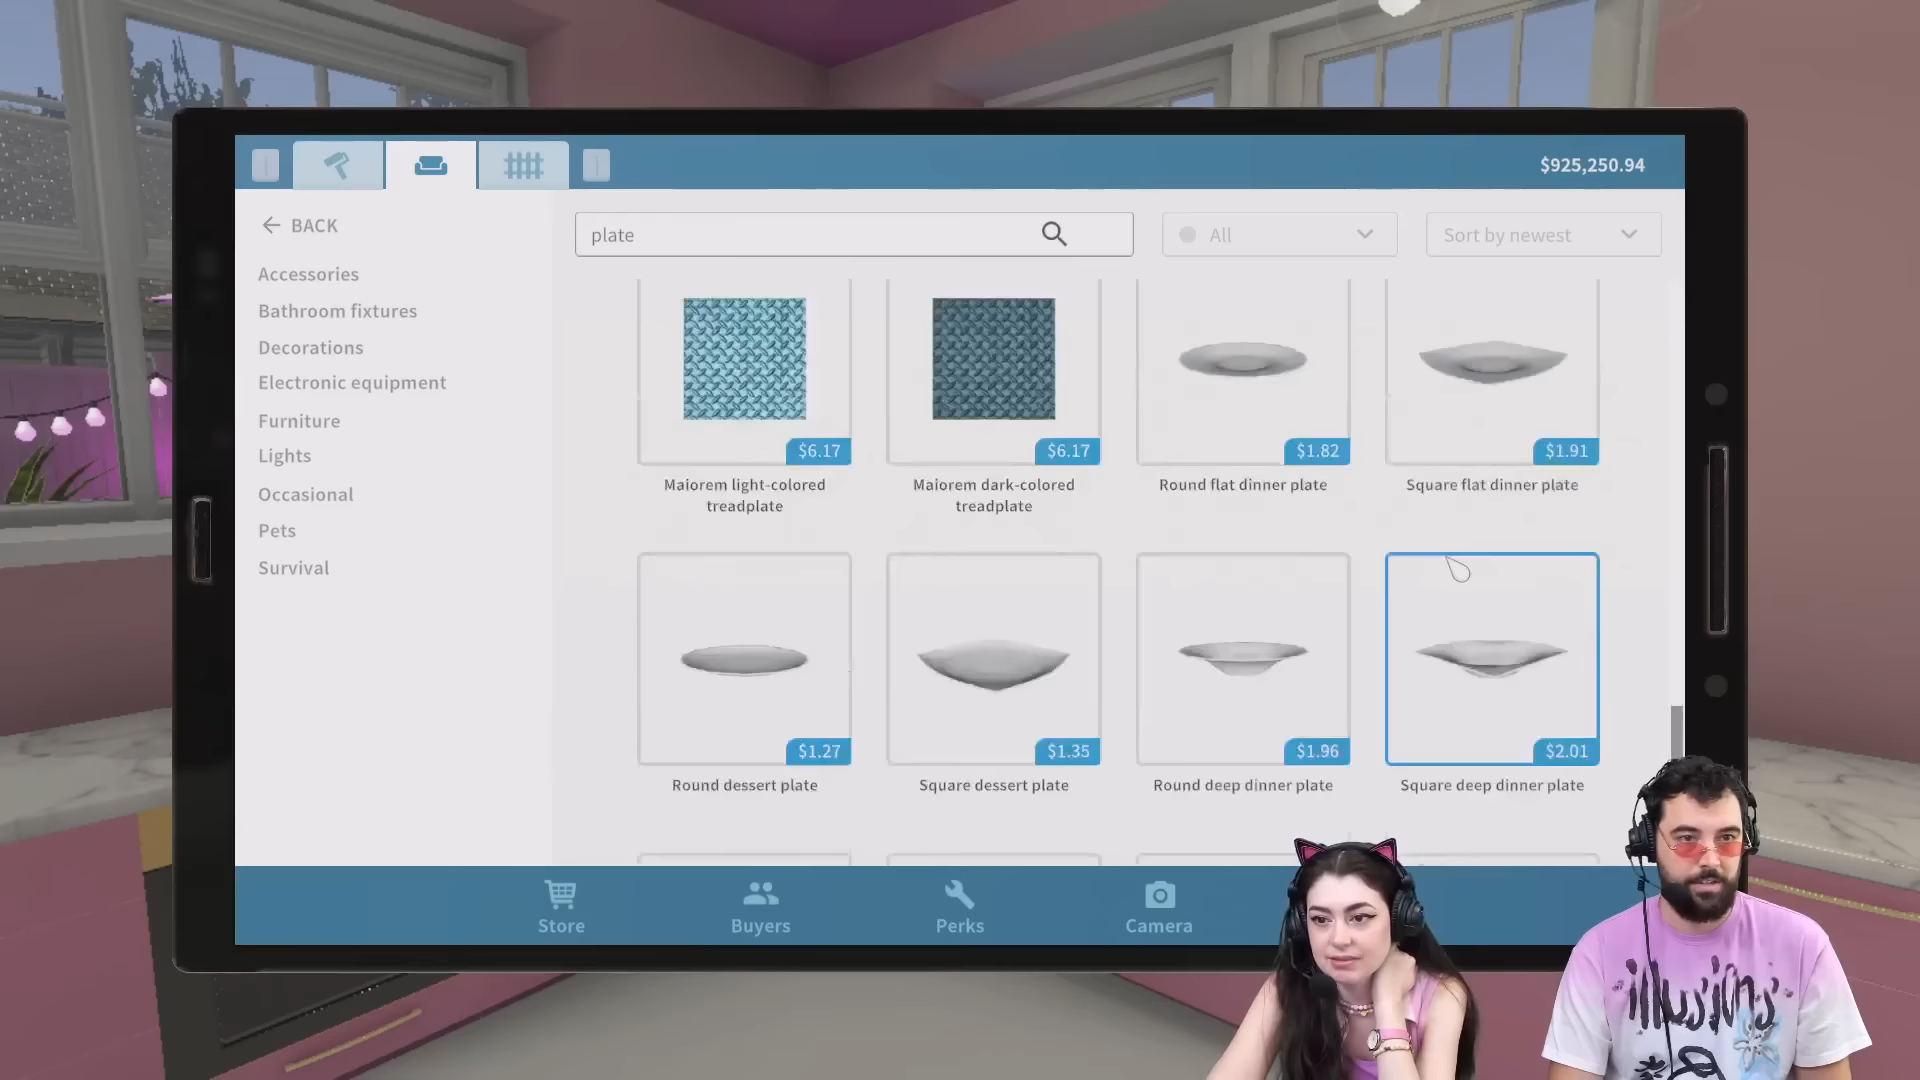 $925,250.94
BACK
plate
All
Sort by newest
Accessories
Bathroom fixtures
Decorations
Electronic equipment
Furniture
Lights
Occasional
Pets
Survival
$6.17
$6.17
$1.82
$1.91
Maiorem light-colored
treadplate
Maiorem dark-colored
treadplate
Round flat dinner plate
Square flat dinner plate
$1.27
$1.35
$1.96
$2.01
Round dessert plate
Square dessert plate
Round deep dinner plate
Square deep dinner plate
Store
Buyers
Perks
Camera
illusions